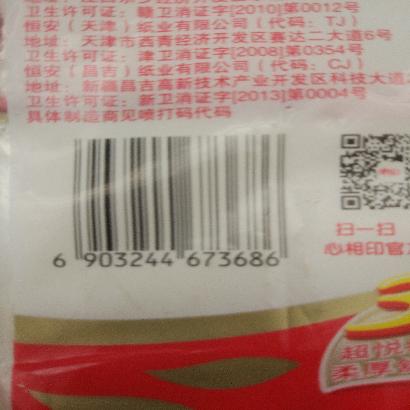 卫生许可证：赣卫消证字[2010]第0012号
恒安（天津）纸业有限公司（代码：TJ）
地址：天津市西青经济开发区赛达二大道6号
卫生许可证：津卫消证字[2008]第0354号
恒安（昌吉）纸业有限公司（代码：CJ）
地址：新疆昌吉高新技术产业开发区科技大道
卫生许可证：新卫消证字[2013]第0004号
具体制造商见喷打码代码
6 903244 673686
扫一扫
心相印官
超悦
柔厚